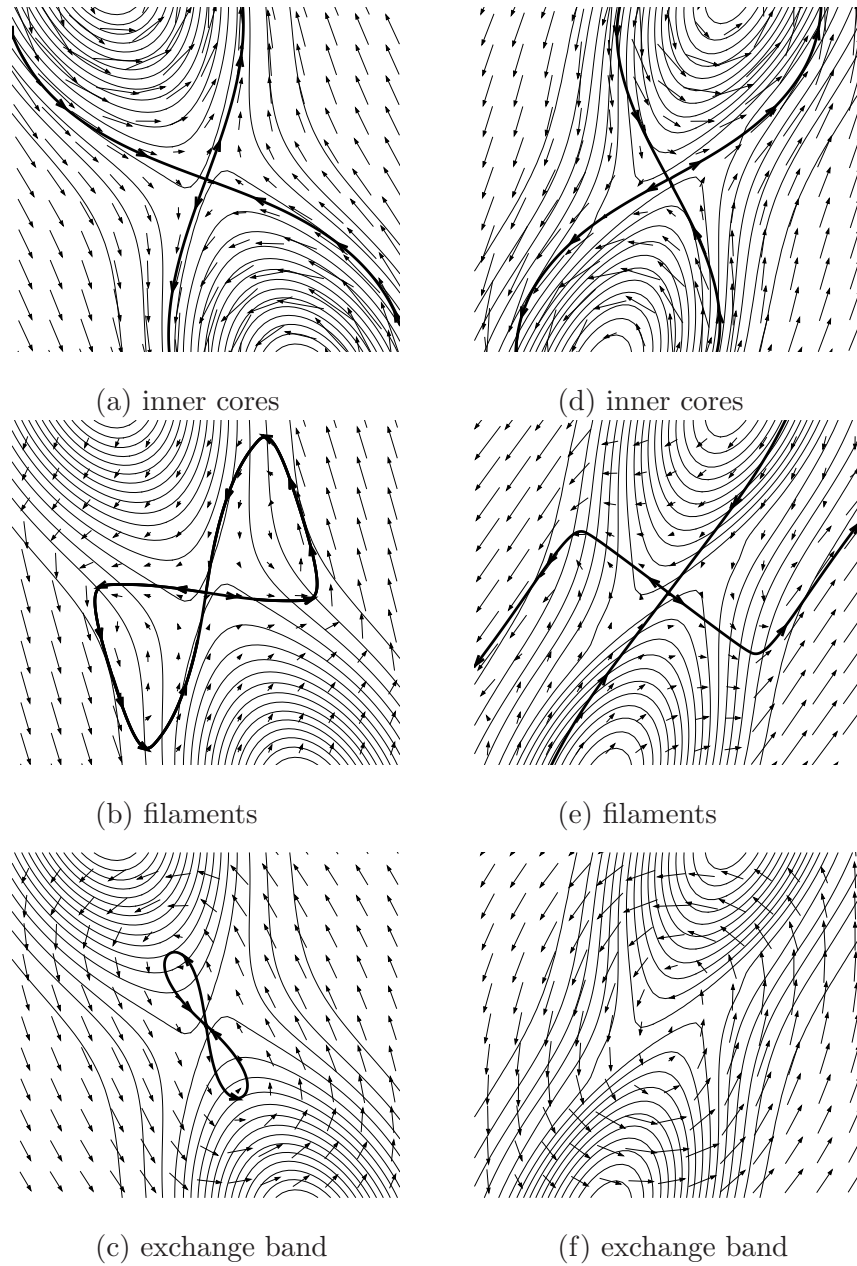 (a) inner cores
(d) inner cores
(b) filaments
(e) filaments
(c) exchange band
(f) exchange band